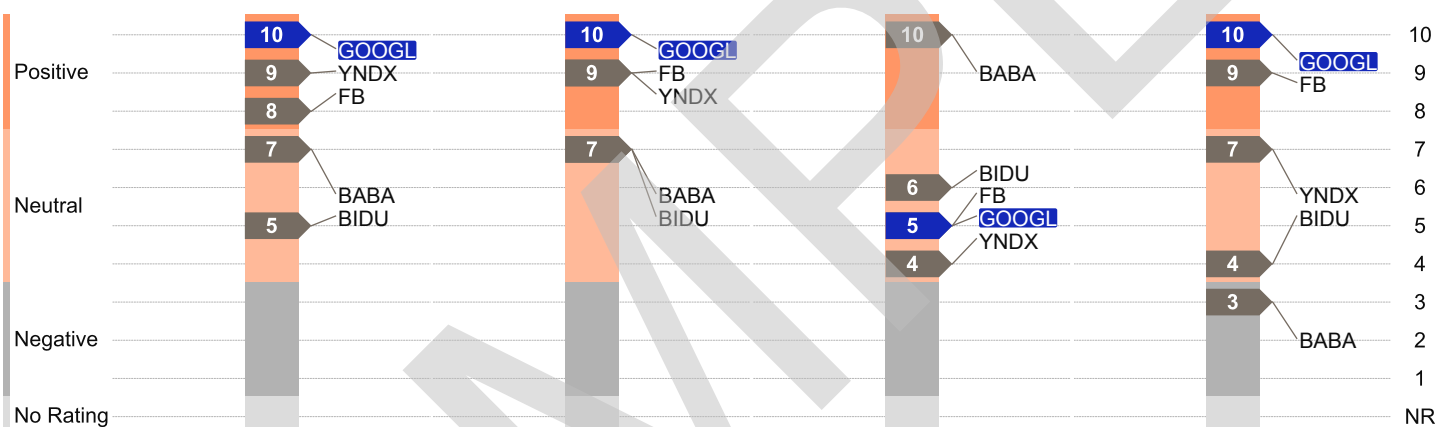 10 10 10 10 10
GOOGL GOOGL GOOGL
Positive 9 YNDX 9 FB BABA 9 FB 9
FB YNDX
8 8
7 7 7 7
BIDU
BABA BABA 6 FB YNDX 6
Neutral
5 BIDU BIDU 5 GOOGL BIDU 5
YNDX
4 4 4
3 3
Negative BABA 2
1
No Rating NR